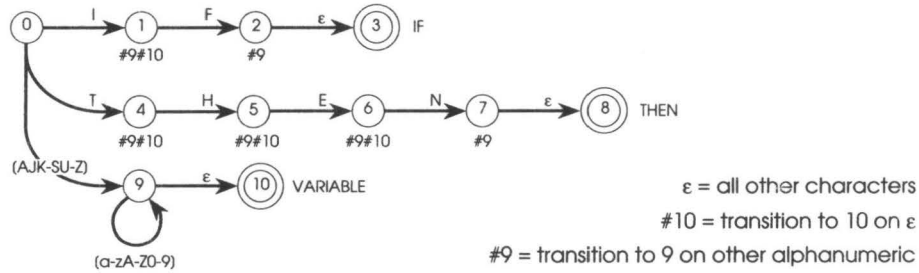 0 I 1 F 2 ε 3 IF
#9#10 #9
T 4 H 5 E 6 N 7 ε 8 THEN
#9#10 #9#10 #9#10 #9
(AJK-SU-Z) 9 ε 10 VARIABLE
(a-zA-Z0-9)
ε = all other characters
#10 = transition to 10 on ε
#9 = transition to 9 on other alphanumeric